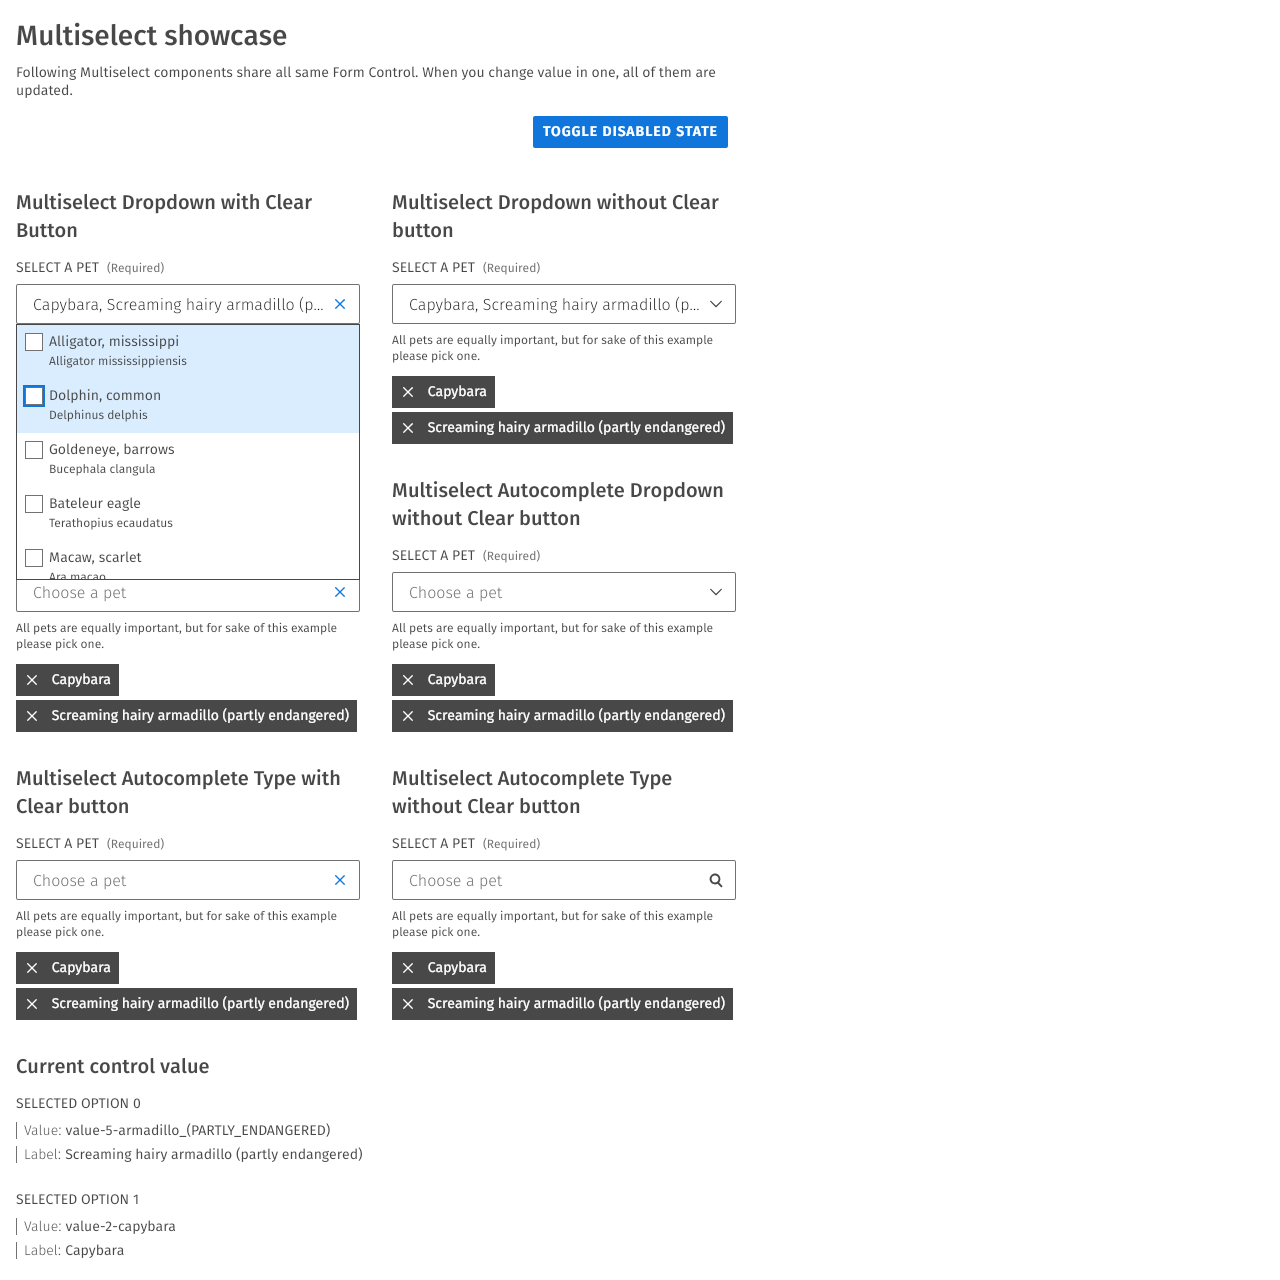 Multiselect showcase
Following Multiselect components share all same Form Control. When you change value in one, all of them are
updated.
TOGGLE DISABLED STATE
Multiselect Dropdown with Clear
Button
SELECT A PET (Required)
Capybara, Screaming hairy armadillo (p...
Alligator, mississippi
Alligator mississippiensis
Dolphin, common
Delphinus delphis
Goldeneye, barrows
Bucephala clangula
Bateleur eagle
Terathopius ecaudatus
Macaw, scarlet
Ara macao
Multiselect Dropdown without Clear
button
SELECT A PET (Required)
Capybara, Screaming hairy armadillo (p...
All pets are equally important, but for sake of this example
please pick one.
Capybara
Screaming hairy armadillo (partly endangered)
Choose a pet
All pets are equally important, but for sake of this example
please pick one.
Capybara
Screaming hairy armadillo (partly endangered)
Multiselect Autocomplete Dropdown
without Clear button
SELECT A PET (Required)
Choose a pet
All pets are equally important, but for sake of this example
please pick one.
Capybara
Screaming hairy armadillo (partly endangered)
Multiselect Autocomplete Type with
Clear button
SELECT A PET (Required)
Choose a pet
All pets are equally important, but for sake of this example
please pick one.
Capybara
Screaming hairy armadillo (partly endangered)
Multiselect Autocomplete Type
without Clear button
SELECT A PET (Required)
Choose a pet
All pets are equally important, but for sake of this example
please pick one.
Capybara
Screaming hairy armadillo (partly endangered)
Current control value
SELECTED OPTION 0
Value: value-5-armadillo_(PARTLY_ENDANGERED)
Label: Screaming hairy armadillo (partly endangered)
SELECTED OPTION 1
Value: value-2-capybara
Label: Capybara